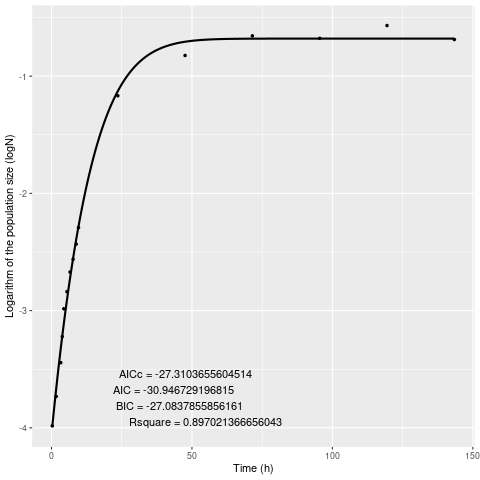 Logarithm of the population size (logN)
-1
-2
-3
-4
AICc = -27.3103655604514
AIC = -30.946729196815
BIC = -27.0837855856161
Rsquare = 0.897021366656043
0
50
100
150
Time (h)